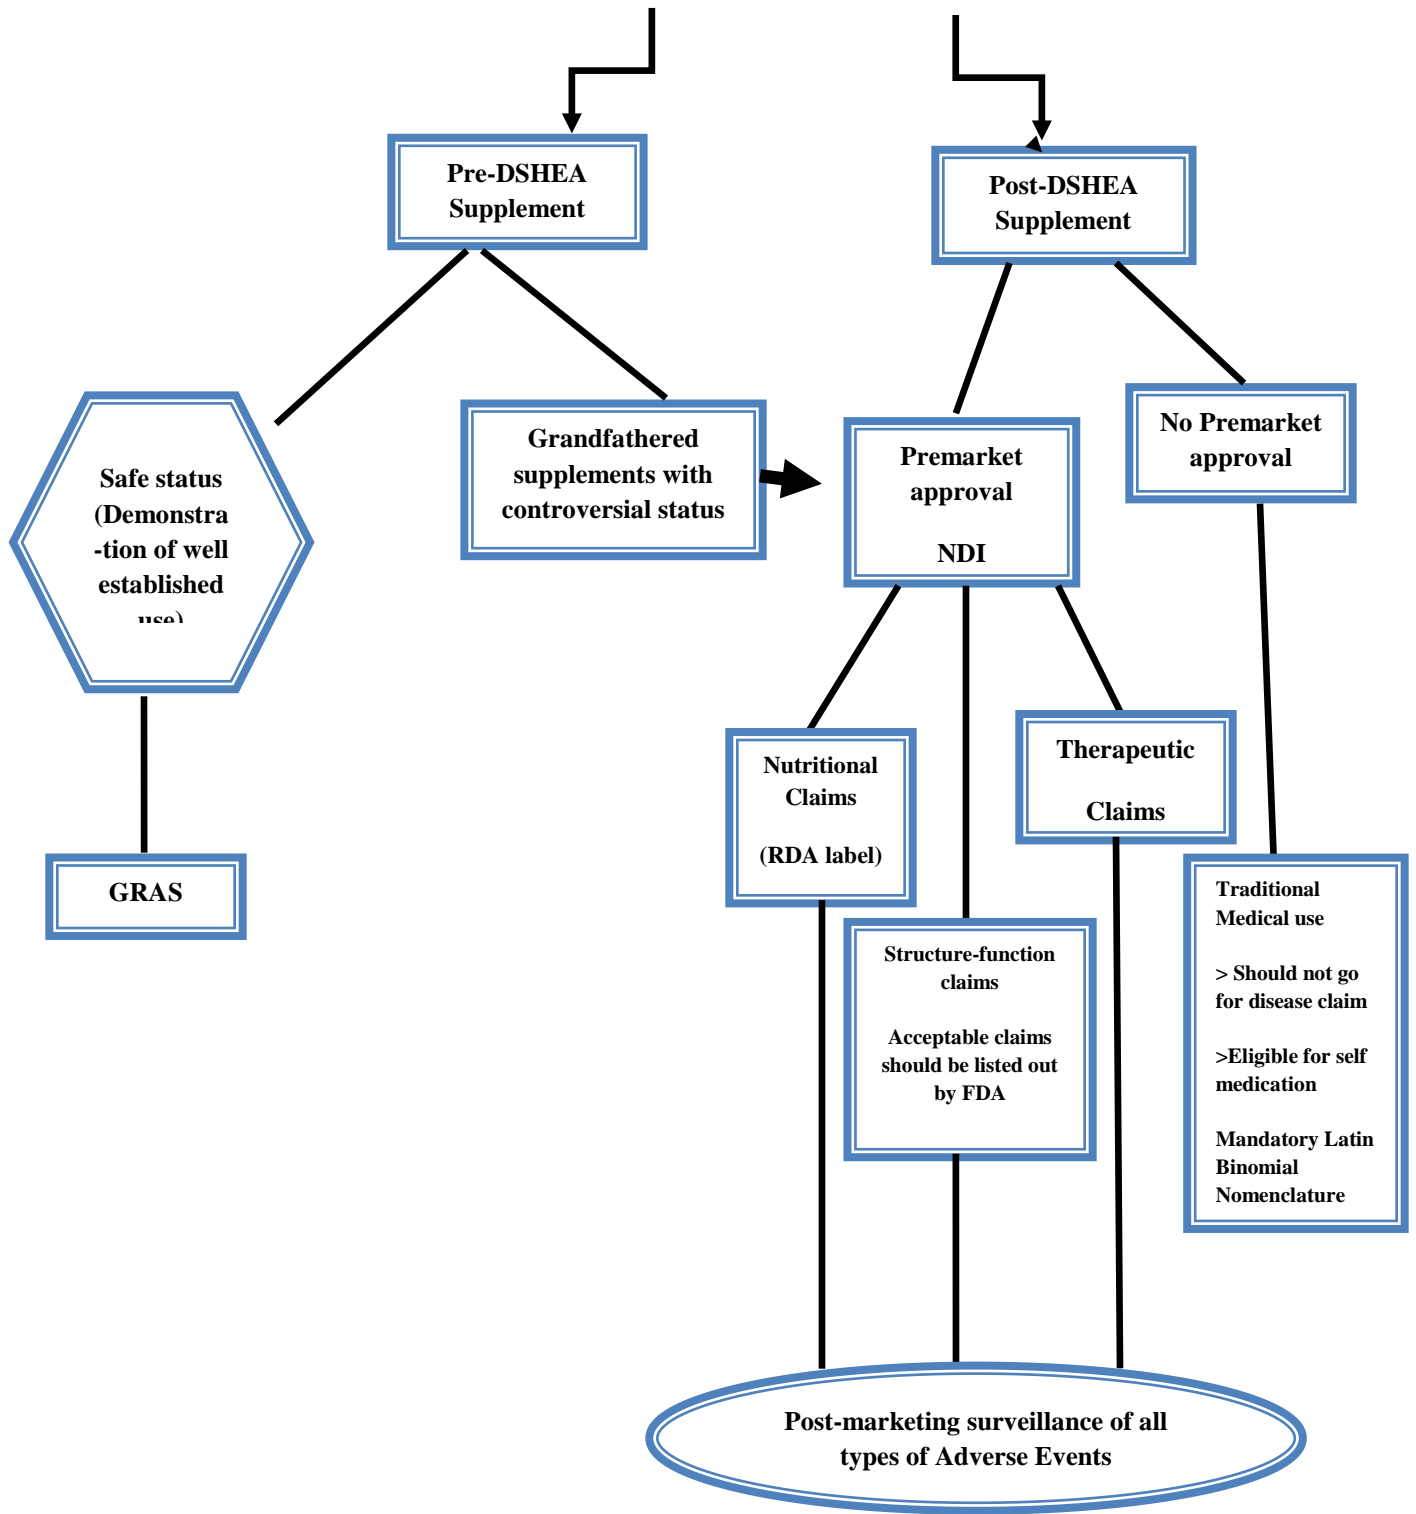 Pre-DSHEA
Supplement
Post-DSHEA
Supplement
Safe status
(Demonstra
-tion of well
established
use)
Grandfathered
supplements with
controversial status
Premarket
approval
NDI
No Premarket
approval
Nutritional
Claims
(RDA label)
Therapeutic
Claims
GRAS
Structure-function
claims
Acceptable claims
should be listed out
by FDA
Traditional
Medical use
> Should not go
for disease claim
>Eligible for self
medication
Mandatory Latin
Binomial
Nomenclature
Post-marketing surveillance of all
types of Adverse Events